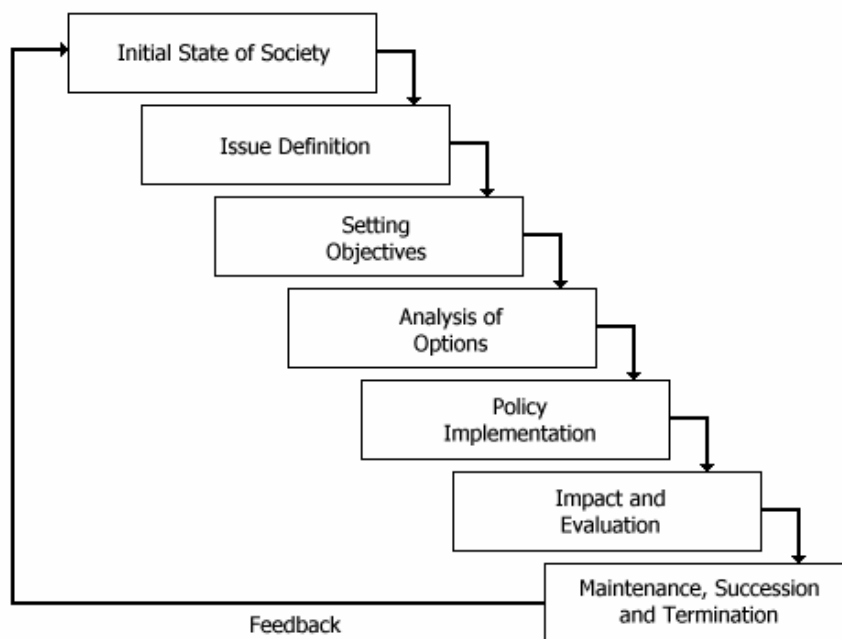 Initial State of Society
Issue Definition
Setting
Objectives
Analysis of
Options
Policy
Implementation
Impact and
Evaluation
Maintenance, Succession
and Termination
Feedback